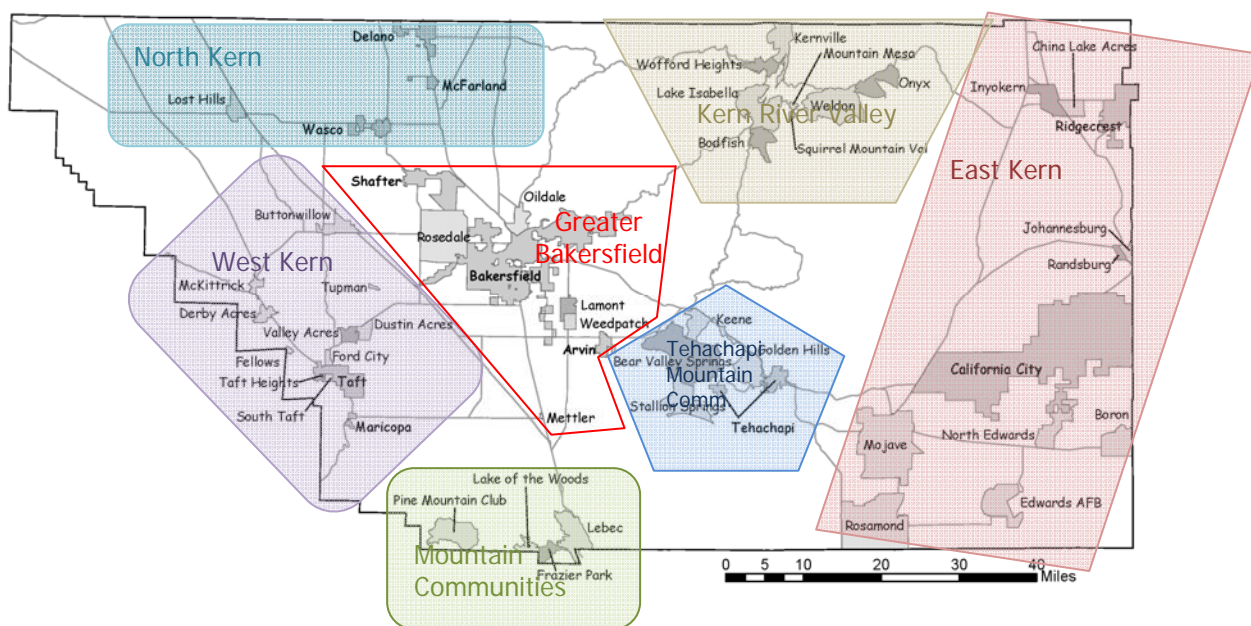 North Kern
Delano
McFarland
Lost Hills
Wasco
Kernville
Mountain Mesa
Wofford Heights
Onyx
Lake Isabella
Weldon
Kern River Valley
Bodfish
Squirrel Mountain Val
China Lake Acres
Inyokern
Ridgecrest
East Kern
Johannesburg
Randsburg
California City
Boron
North Edwards
Mojave
Edwards AFB
Rosamond
Shafter
Oildale
Greater
Bakersfield
Rosedale
Bakersfield
Lamont
Weedpatch
Arvin
Mettler
Buttonwillow
West Kern
McKittrick
Tupman
Derby Acres
Dustin Acres
Valley Acres
Ford City
Fellows
Taft Heights
Taft
South Taft
Maricopa
Keene
Golden Hills
Bear Valley Springs
Tehachapi
Mountain
Comm
Stallion Springs
Tehachapi
Lake of the Woods
Pine Mountain Club
Lebec
Mountain
Communities
Frazier Park
0 5 10 20 30 40
Miles